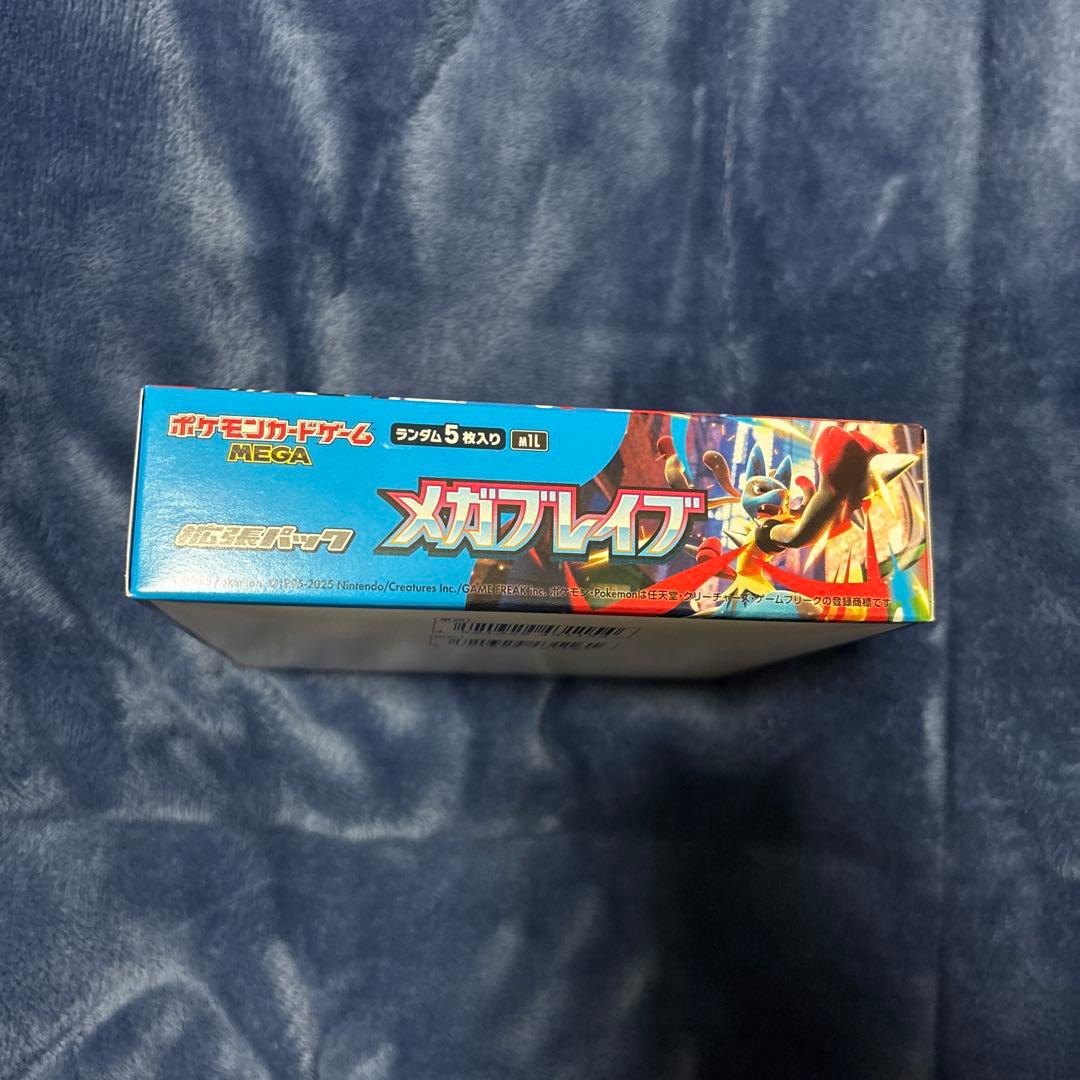 ポケモンカードゲーム
MEGA
ランダム5枚入り M1L
拡張パック
メガブレイブ
©1995-2025 Nintendo/Creatures Inc./GAME FREAK inc. ポケモン・Pokémonは任天堂・クリーチャーズ・ゲームフリークの登録商標です。